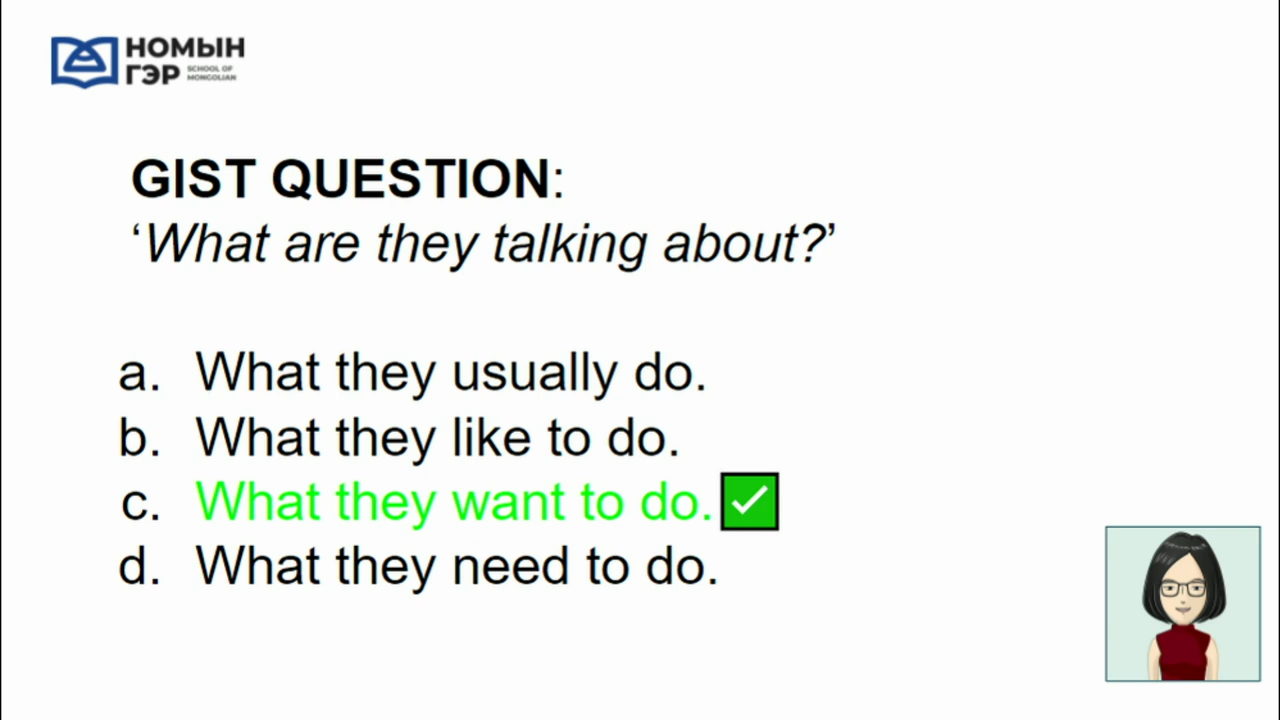 НОМЫН
ГЭР SCHOOL OF
MONGOLIAN
GIST QUESTION:
‘What are they talking about?’
a. What they usually do.
b. What they like to do.
c. What they want to do.
d. What they need to do.